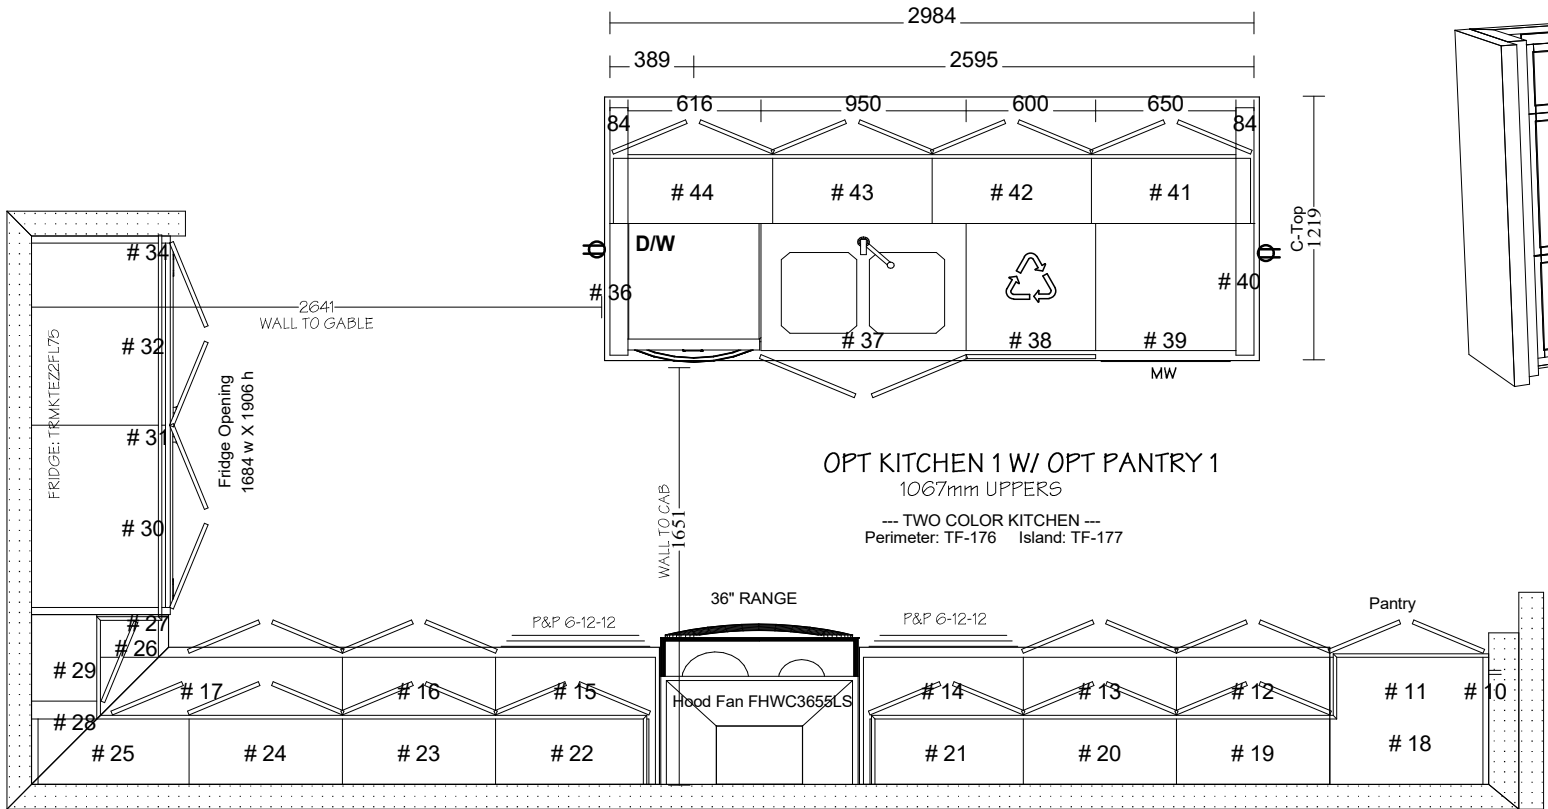 2984
389
2595
616
950
600
650
84
84
# 44
# 43
# 42
# 41
D/W
C-Top
1219
# 34
# 36
# 40
2641
WALL TO GABLE
FRIDGE: TRMKTEZ2FL75
# 32
# 37
# 38
# 39
MW
Fridge Opening
1684 w X 1906 h
# 31
# 30
OPT KITCHEN 1 W/ OPT PANTRY 1
1067mm UPPERS
--- TWO COLOR KITCHEN ---
Perimeter: TF-176 Island: TF-177
WALL TO CAB
1651
36" RANGE
Pantry
P&P 6-12-12
P&P 6-12-12
# 27
# 26
# 29
# 17
# 16
# 15
Hood Fan FHWC3655LS
# 14
# 13
# 12
# 11
# 10
# 28
# 25
# 24
# 23
# 22
# 21
# 20
# 19
# 18